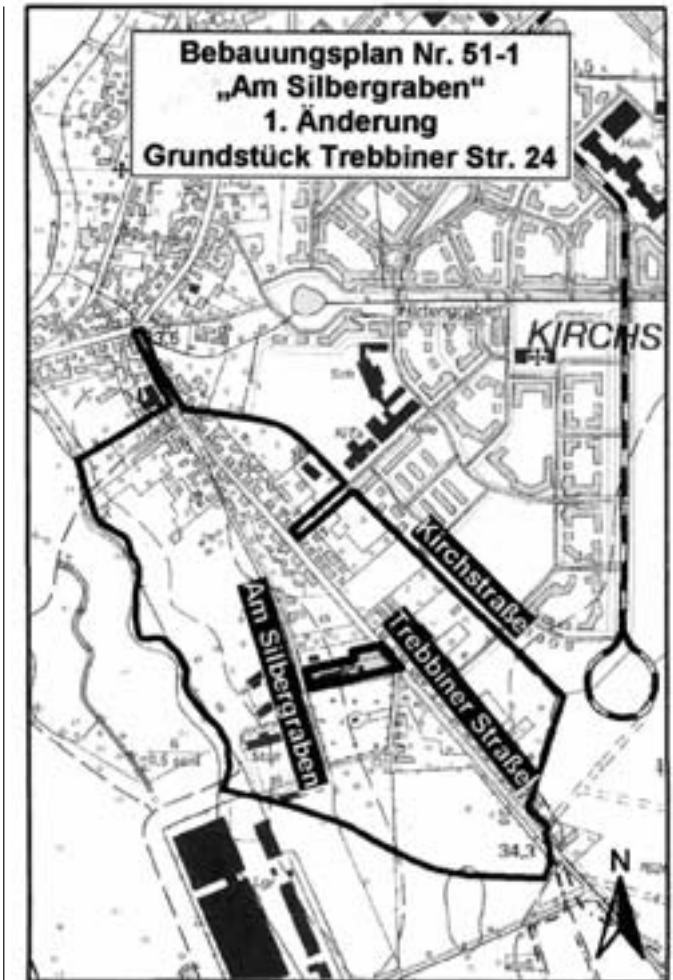 Bebauungsplan Nr. 51-1
„Am Silbergraben“
1. Änderung
Grundstück Trebbiner Str. 24
KIRCHS
Kirchstraße
Am Silbergraben
Trebbiner Straße
34,3
N